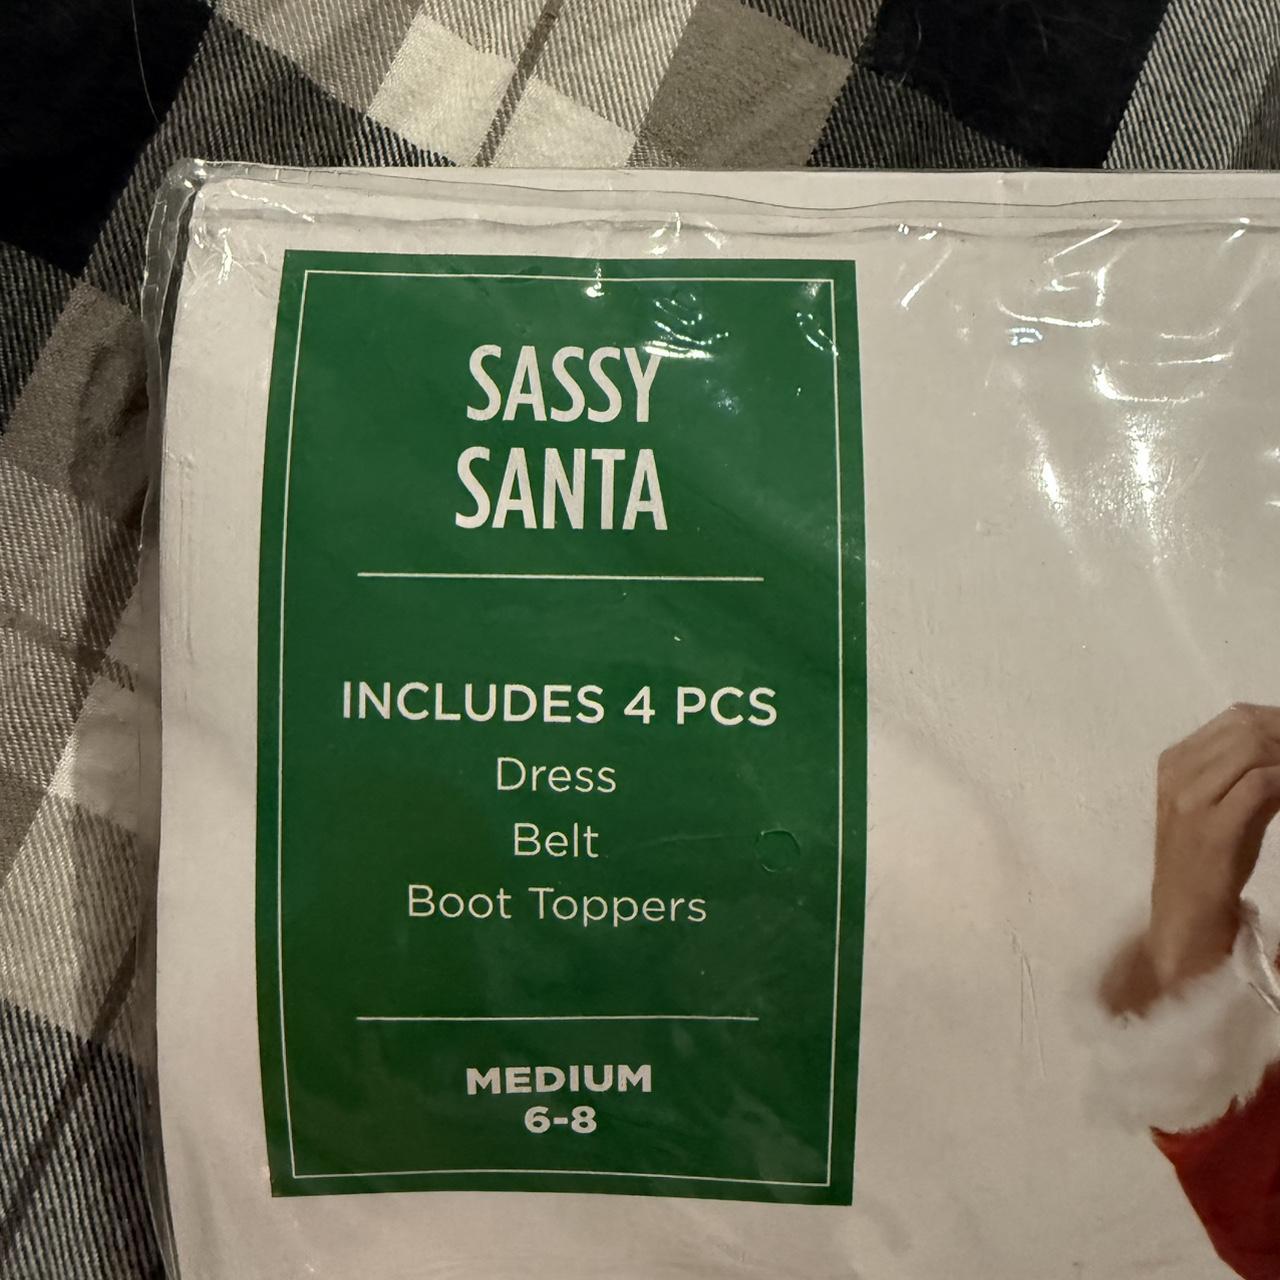 SASSY
SANTA
INCLUDES 4 PCS
Dress
Belt
Boot Toppers
MEDIUM
6-8